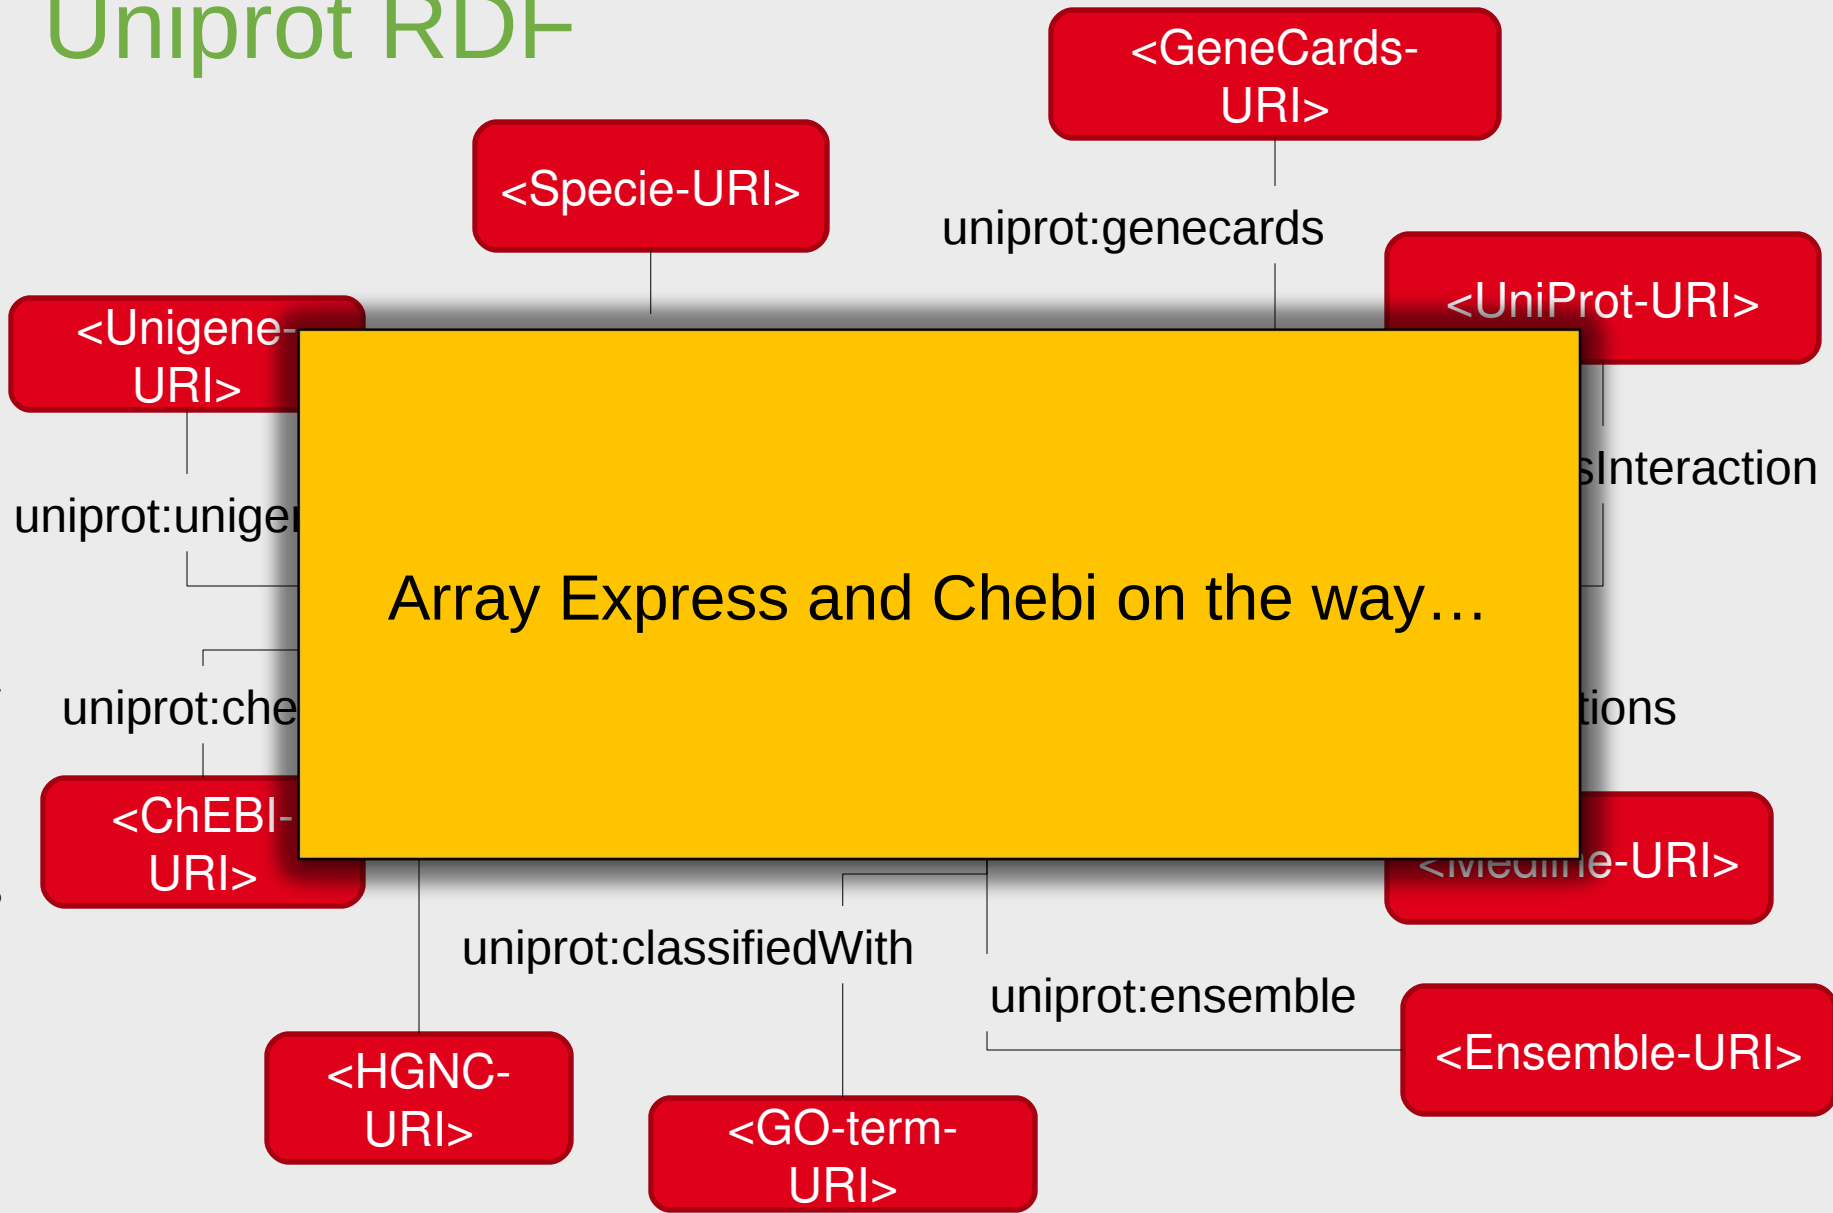 Uniprot RDF
<GeneCards-
URI>
<Specie-URI>
uniprot:genecards
<UniProt-URI>
<Unigene-
URI>
sInteraction
uniprot:unige
Array Express and Chebi on the way…
uniprot:che
tions
<ChEBI-
URI>
<Medline-URI>
uniprot:classifiedWith
uniprot:ensemble
<HGNC-
URI>
<Ensemble-URI>
<GO-term-
URI>